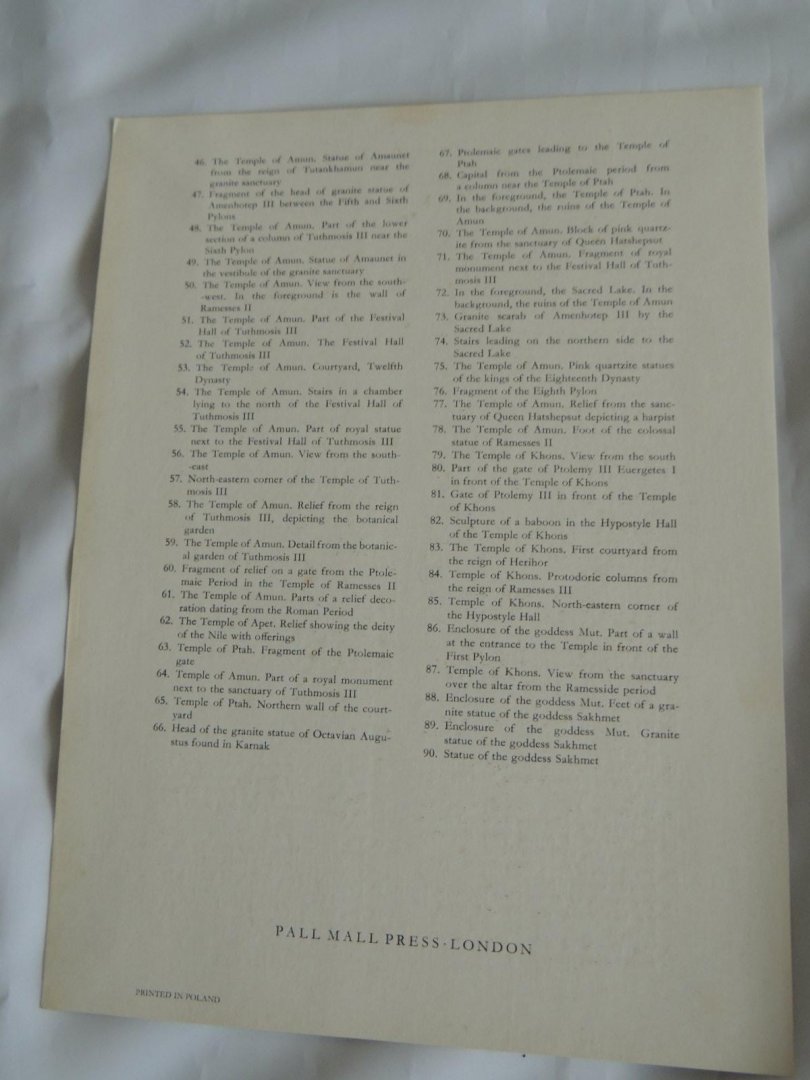 46. The Temple of Amun. Statue of Amaunet
from the reign of Tutankhamun near the
granite sanctuary
47. Fragment of the head of granite statue of
Amenhotep III between the Fifth and Sixth
Pylons
48. The Temple of Amun. Part of the lower
section of a column of Tuthmosis III near the
Sixth Pylon
49. The Temple of Amun. Statue of Amaunet in
the vestibule of the granite sanctuary
50. The Temple of Amun. View from the south-
-west. In the foreground is the wall of
Ramesses II
51. The Temple of Amun. Part of the Festival
Hall of Tuthmosis III
52. The Temple of Amun. The Festival Hall
of Tuthmosis III
53. The Temple of Amun. Courtyard, Twelfth
Dynasty
54. The Temple of Amun. Stairs in a chamber
lying to the north of the Festival Hall of
Tuthmosis III
55. The Temple of Amun. Part of royal statue
next to the Festival Hall of Tuthmosis III
56. The Temple of Amun. View from the south-
-east
57. North-eastern corner of the Temple of Tuth-
mosis III
58. The Temple of Amun. Relief from the reign
of Tuthmosis III, depicting the botanical
garden
59. The Temple of Amun. Detail from the botanic-
al garden of Tuthmosis III
60. Fragment of relief on a gate from the Ptole-
maic Period in the Temple of Ramesses II
61. The Temple of Amun. Parts of a relief deco-
ration dating from the Roman Period
62. The Temple of Apet. Relief showing the deity
of the Nile with offerings
63. Temple of Ptah. Fragment of the Ptolemaic
gate
64. Temple of Amun. Part of a royal monument
next to the sanctuary of Tuthmosis III
65. Temple of Ptah. Northern wall of the court-
yard
66. Head of the granite statue of Octavian Augu-
stus found in Karnak
67. Ptolemaic gates leading to the Temple of
Ptah
68. Capital from the Ptolemaic period from
a column near the Temple of Ptah
69. In the foreground, the Temple of Ptah. In
the background, the ruins of the Temple of
Amun
70. The Temple of Amun. Block of pink quartz-
ite from the sanctuary of Queen Hatshepsut
71. The Temple of Amun. Fragment of royal
monument next to the Festival Hall of Tuth-
mosis III
72. In the foreground, the Sacred Lake. In the
background, the ruins of the Temple of Amun
73. Granite scarab of Amenhotep III by the
Sacred Lake
74. Stairs leading on the northern side to the
Sacred Lake
75. The Temple of Amun. Pink quartzite statues
of the kings of the Eighteenth Dynasty
76. Fragment of the Eighth Pylon
77. The Temple of Amun. Relief from the sanc-
tuary of Queen Hatshepsut depicting a harpist
78. The Temple of Amun. Foot of the colossal
statue of Ramesses II
79. The Temple of Khons. View from the south
80. Part of the gate of Ptolemy III Euergetes I
in front of the Temple of Khons
81. Gate of Ptolemy III in front of the Temple
of Khons
82. Sculpture of a baboon in the Hypostyle Hall
of the Temple of Khons
83. The Temple of Khons. First courtyard from
the reign of Herihor
84. Temple of Khons. Protodoric columns from
the reign of Ramesses III
85. Temple of Khons. North-eastern corner of
the Hypostyle Hall
86. Enclosure of the goddess Mut. Part of a wall
at the entrance to the Temple in front of the
First Pylon
87. Temple of Khons. View from the sanctuary
over the altar from the Ramesside period
88. Enclosure of the goddess Mut. Feet of a gra-
nite statue of the goddess Sakhmet
89. Enclosure of the goddess Mut. Granite
statue of the goddess Sakhmet
90. Statue of the goddess Sakhmet
PALL MALL PRESS · LONDON
PRINTED IN POLAND